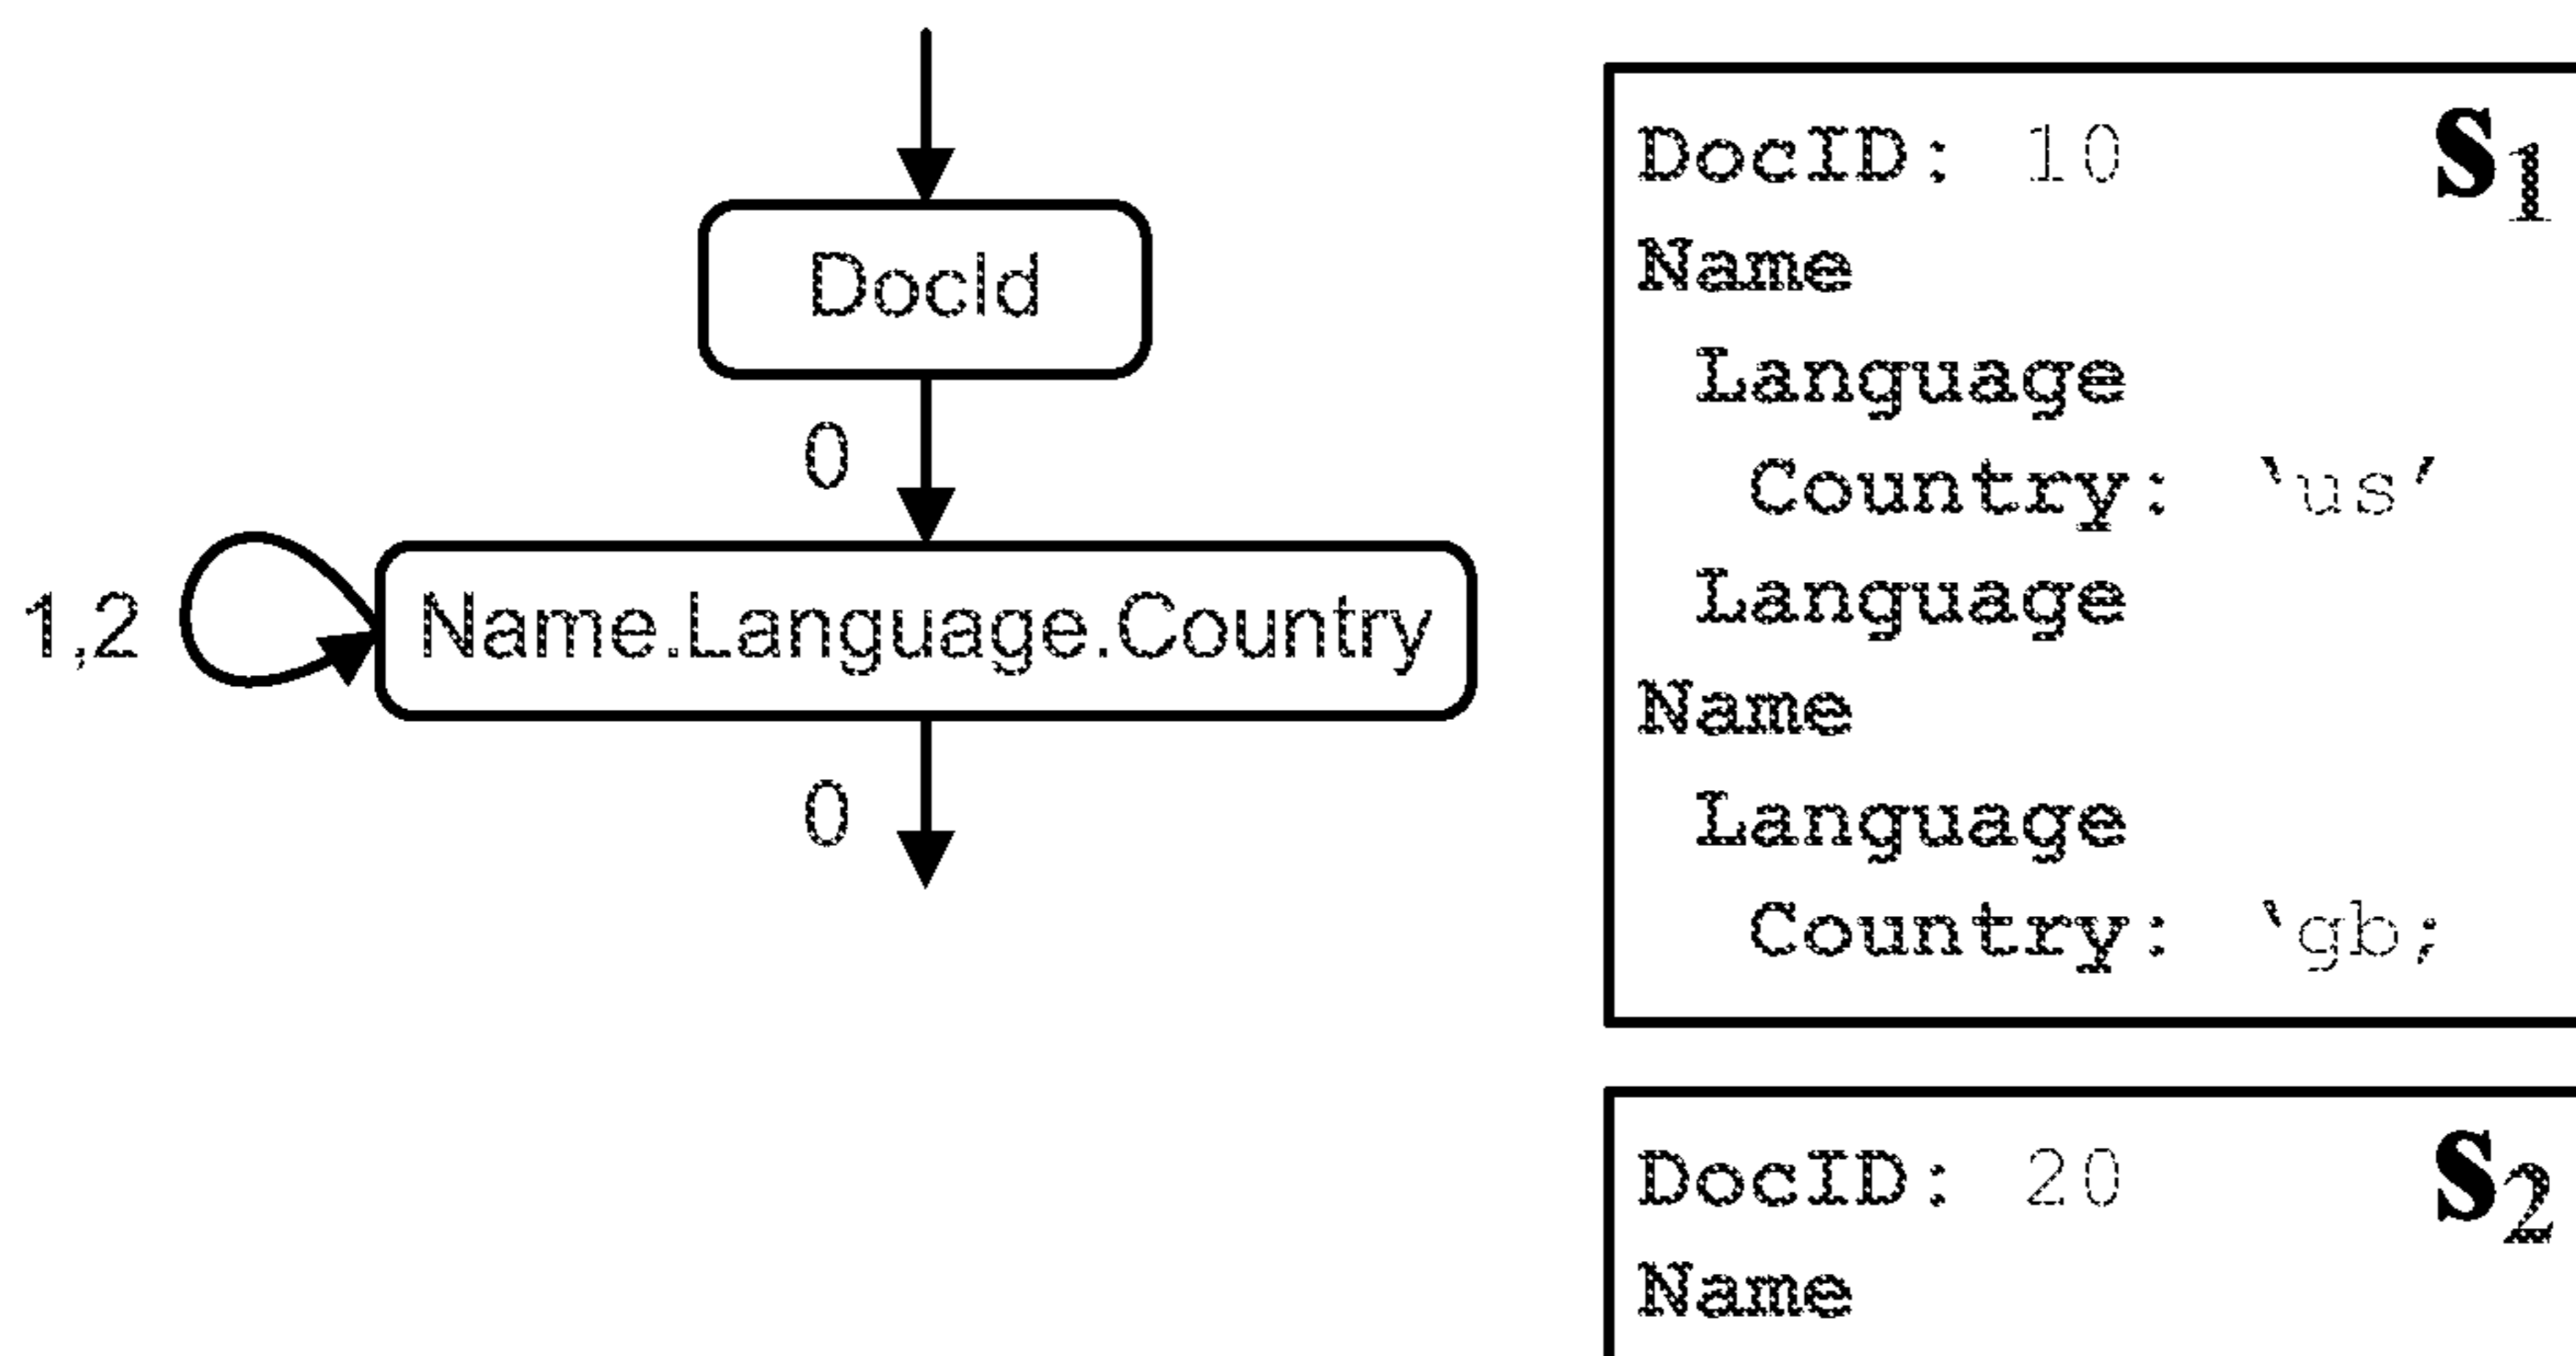 DocId
0
1,2
Name.Language.Country
0
DocID: 10 s1
Name
Language
Country: ‘us’
Language
Name
Language
Country: ‘gb;
DocID: 20 s2
Name